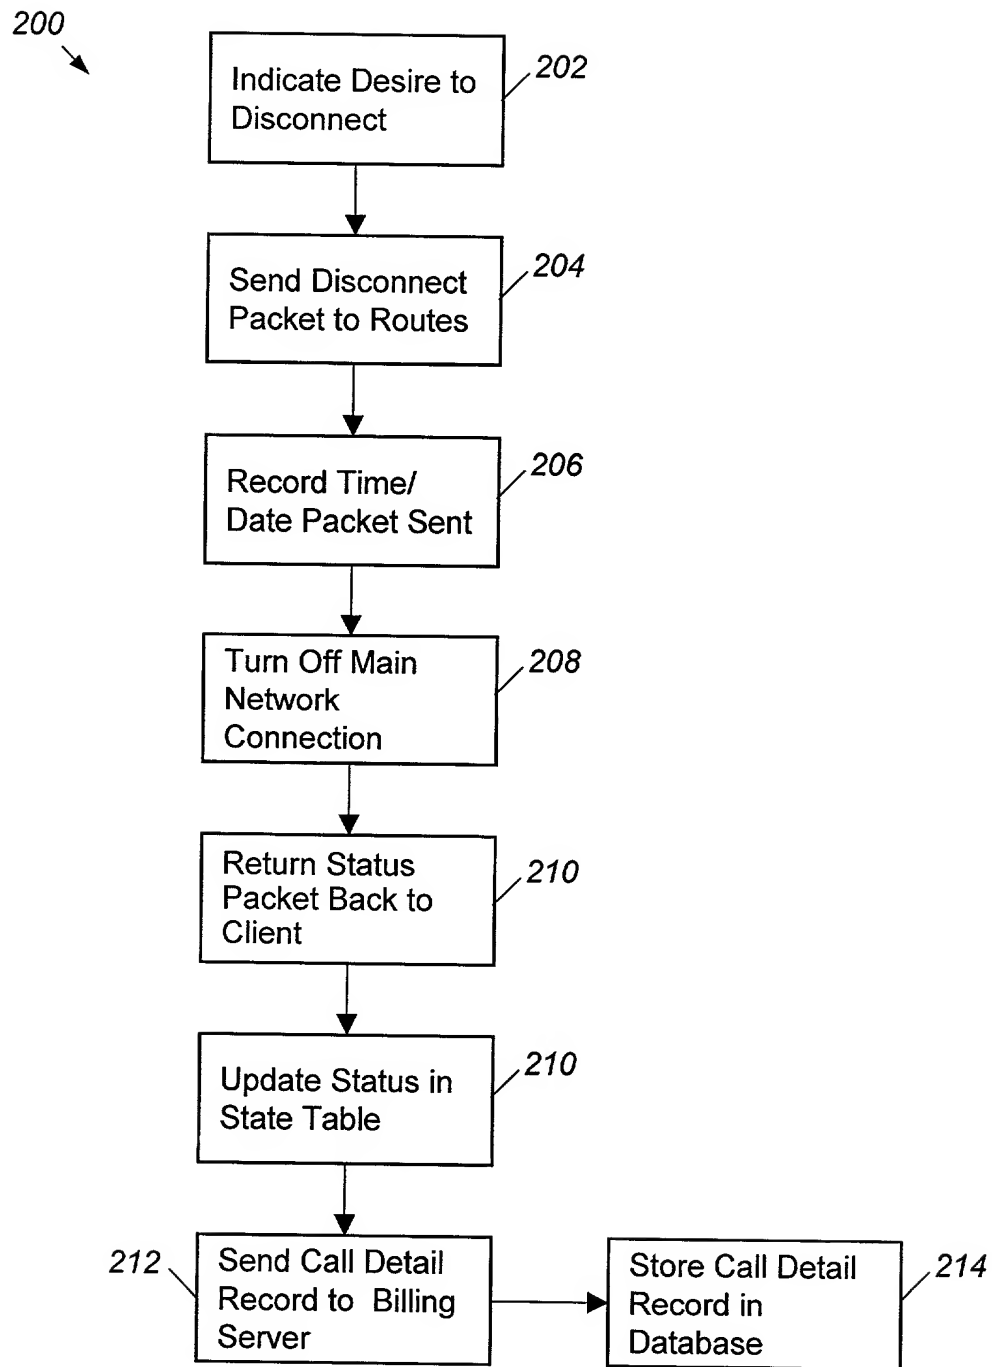 200
Indicate Desire to
Disconnect
202
Send Disconnect
Packet to Routes
204
Record Time/
Date Packet Sent
206
Turn Off Main
Network
Connection
208
Return Status
Packet Back to
Client
210
Update Status in
State Table
210
212
Send Call Detail
Record to Billing
Server
Store Call Detail
Record in
Database
214